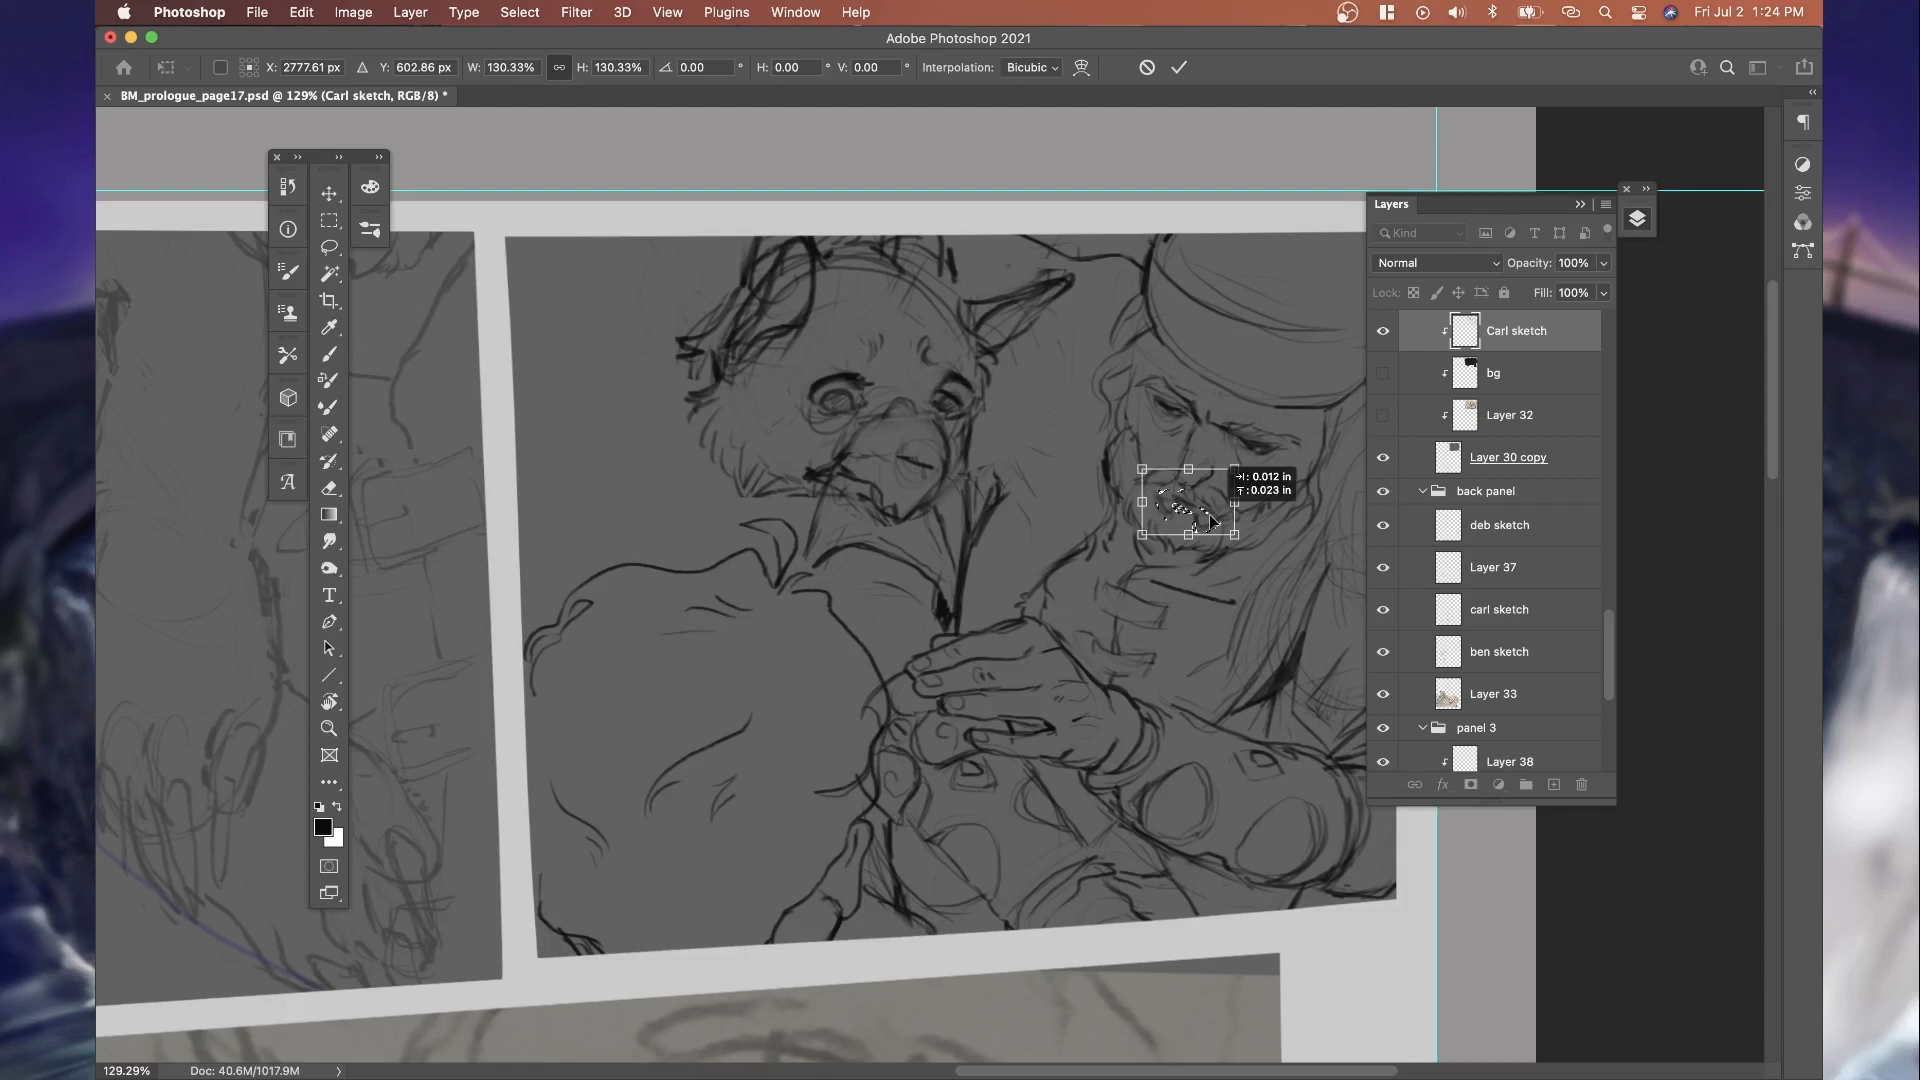 Photoshop File Edit Image Layer Type Select Filter 3D View Plugins Window Help Fri Jul 2 1:24 PM
Adobe Photoshop 2021
X: 2777.61 px Y: 602.86 px W: 130.33% H: 130.33% 0.00 ° H: 0.00 ° V: 0.00 ° Interpolation: Bicubic
BM_prologue_page17.psd @ 129% (Carl sketch, RGB/8) *
Layers
Kind
Normal Opacity: 100%
Lock: Fill: 100%
Carl sketch
bg
Layer 32
Layer 30 copy
back panel
deb sketch
Layer 37
carl sketch
ben sketch
Layer 33
panel 3
Layer 38
: 0.012 in
: 0.023 in
129.29% Doc: 40.6M/1017.9M